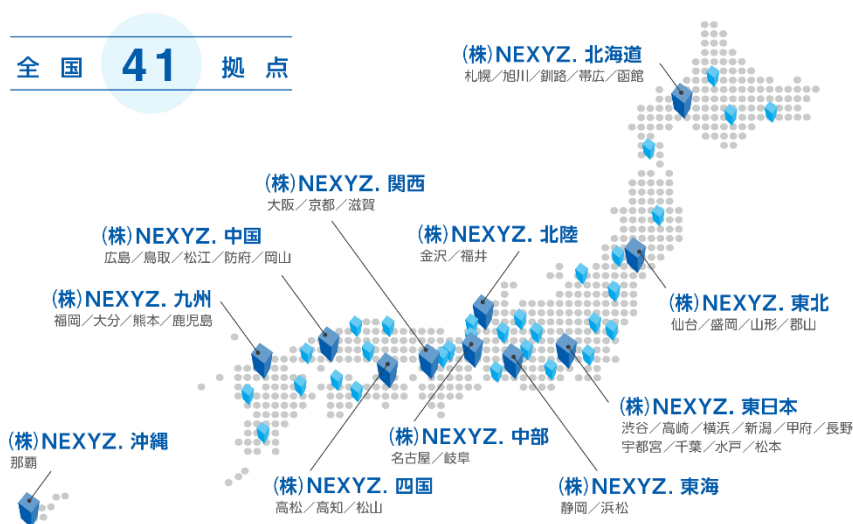 全国 41 拠点
(株)NEXYZ. 北海道
札幌／旭川／釧路／帯広／函館
(株)NEXYZ. 関西
大阪／京都／滋賀
(株)NEXYZ. 中国
広島／鳥取／松江／防府／岡山
(株)NEXYZ. 北陸
金沢／福井
(株)NEXYZ. 九州
福岡／大分／熊本／鹿児島
(株)NEXYZ. 東北
仙台／盛岡／山形／郡山
(株)NEXYZ. 東日本
渋谷／高崎／横浜／新潟／甲府／長野
宇都宮／千葉／水戸／松本
(株)NEXYZ. 沖縄
那覇
(株)NEXYZ. 中部
名古屋／岐阜
(株)NEXYZ. 四国
高松／高知／松山
(株)NEXYZ. 東海
静岡／浜松